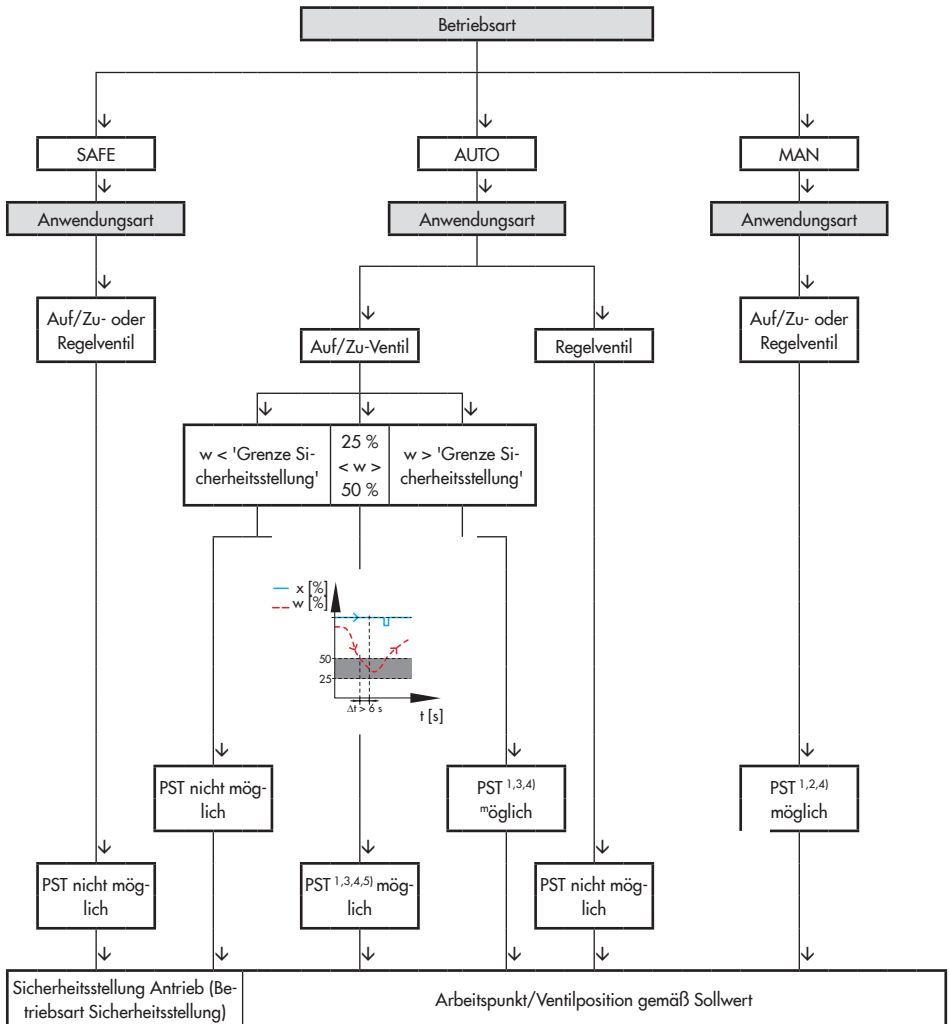 Betriebsart
SAFE
AUTO
MAN
Anwendungsart
Anwendungsart
Anwendungsart
Auf/Zu- oder
Regelventil
Auf/Zu-Ventil
Regelventil
Auf/Zu- oder
Regelventil
w < 'Grenze Si-
cherheitsstellung'
25 %
< w >
50 %
w > 'Grenze Si-
cherheitsstellung'
x [%]
w [%]
50
25
Δt > 6 s
t [s]
PST nicht mög-
lich
PST 1,3,4)
möglich
PST 1,2,4)
möglich
PST nicht mög-
lich
PST 1,3,4,5) mög-
lich
PST nicht mög-
lich
Sicherheitsstellung Antrieb (Be-
triebsart Sicherheitsstellung)
Arbeitspunkt/Ventilposition gemäß Sollwert